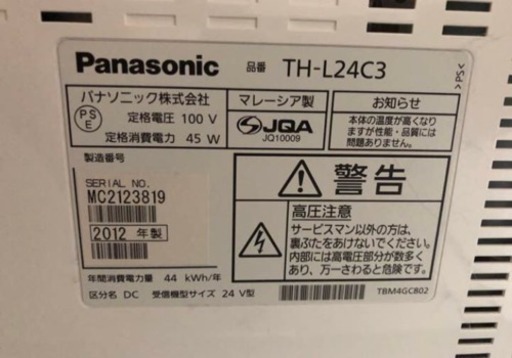 Panasonic 品番 TH-L24C3
パナソニック株式会社
PS
E
定格電圧 100 V
定格消費電力 45 W
マレーシア製
JQA
JQ10009
お知らせ
本体の温度が高くなり
ますが性能・品質には
問題ありません。
>PS<
製造番号
SERIAL NO.
MC2123819
2012 年製
警告
高圧注意
サービスマン以外の方は、
裏ぶたをあけないでください。
内部には高電圧部分が数多く
あり、万一さわると危険です。
年間消費電力量 44 kWh/年
区分名 DC 受信機型サイズ 24 V型
TBM4GC802